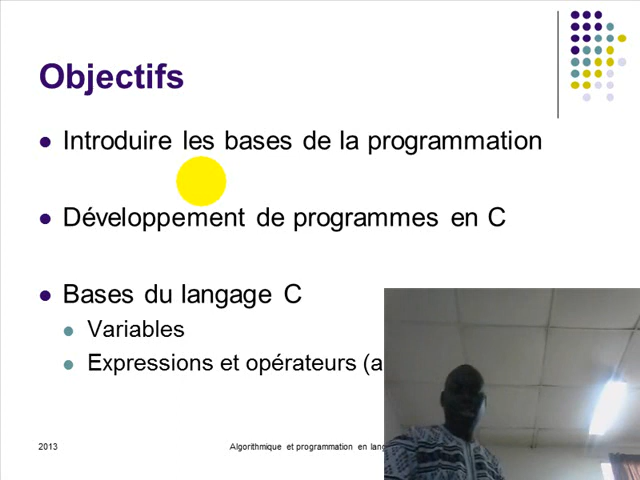 Objectifs
Introduire les bases de la programmation
Développement de programmes en C
Bases du langage C
Variables
Expressions et opérateurs (a
2013
Algorithmique et programmation en lang